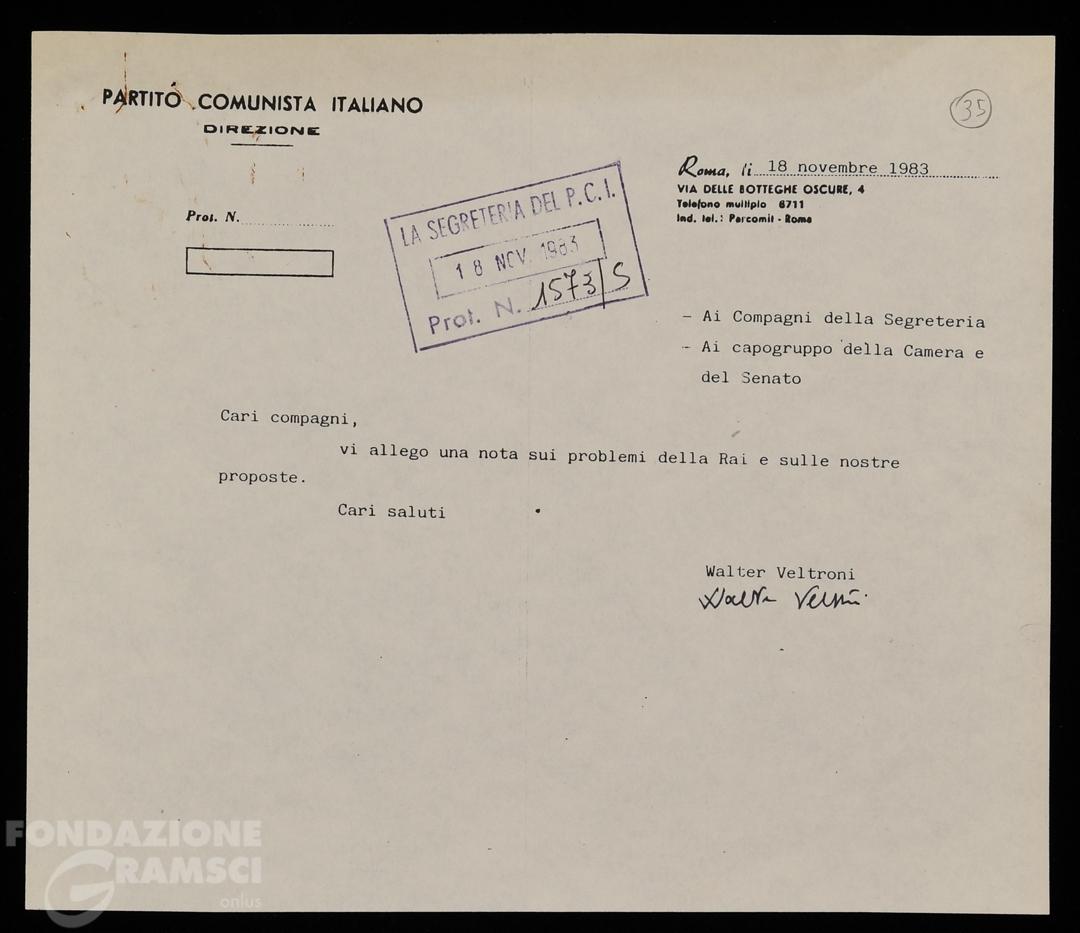 PARTITO COMUNISTA ITALIANO
DIREZIONE
35
Roma, li 18 novembre 1983
VIA DELLE BOTTEGHE OSCURE, 4
Telefono multiplo 6711
Ind. tel.: Parcomit - Roma
Prot. N.
LA SEGRETERIA DEL P.C.I.
18 NOV. 1983
Prot. N. 1573/S
- Ai Compagni della Segreteria
- Ai capogruppo della Camera e
del Senato
Cari compagni,
vi allego una nota sui problemi della Rai e sulle nostre
proposte.
Cari saluti
Walter Veltroni
Walter Veltroni
FONDAZIONE
GRAMSCI
onlus